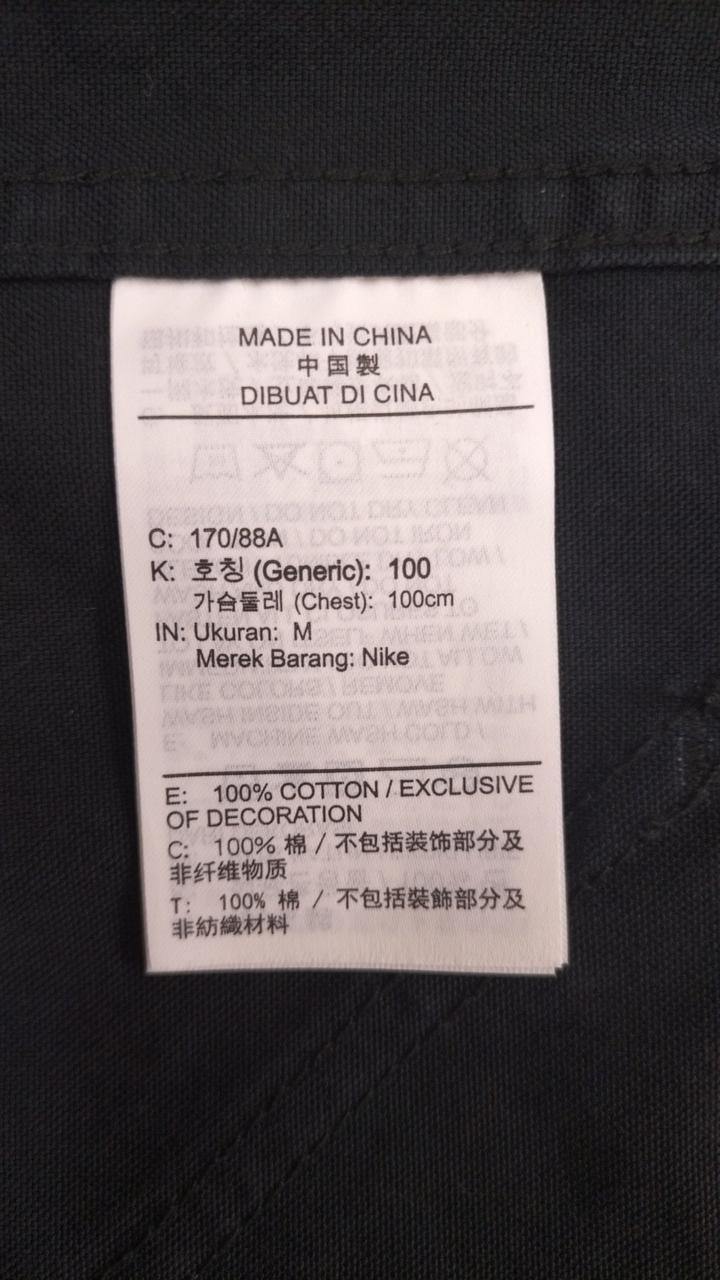 MADE IN CHINA
中国製
DIBUAT DI CINA
C: 170/88A
K: 호칭 (Generic): 100
가슴둘레 (Chest): 100cm
IN: Ukuran: M
Merek Barang: Nike
E: 100% COTTON / EXCLUSIVE
OF DECORATION
C: 100% 棉 / 不包括装饰部分及
非纤维物质
T: 100% 棉 / 不包括裝飾部分及
非紡織材料